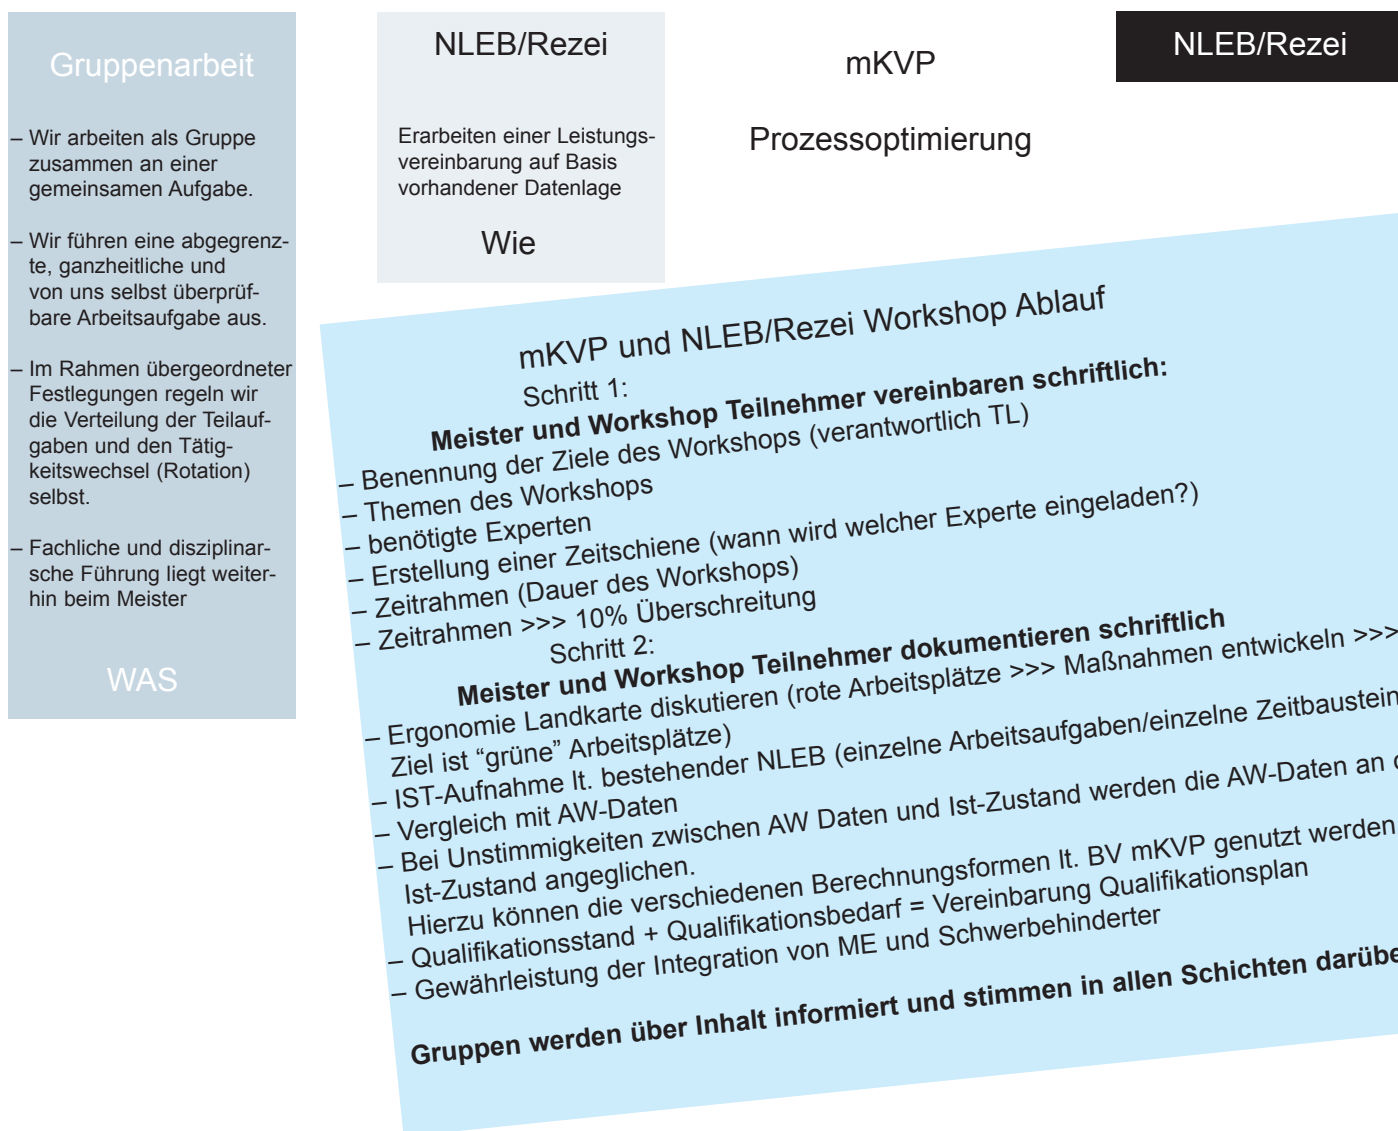 Gruppenarbeit
– Wir arbeiten als Gruppe
zusammen an einer
gemeinsamen Aufgabe.
– Wir führen eine abgegrenz-
te, ganzheitliche und
von uns selbst überprüf-
bare Arbeitsaufgabe aus.
– Im Rahmen übergeordneter
Festlegungen regeln wir
die Verteilung der Teilauf-
gaben und den Tätig-
keitswechsel (Rotation)
selbst.
– Fachliche und disziplinar-
sche Führung liegt weiter-
hin beim Meister
WAS
NLEB/Rezei
Erarbeiten einer Leistungs-
vereinbarung auf Basis
vorhandener Datenlage
Wie
mKVP
Prozessoptimierung
NLEB/Rezei
mKVP und NLEB/Rezei Workshop Ablauf
Schritt 1:
Meister und Workshop Teilnehmer vereinbaren schriftlich:
– Benennung der Ziele des Workshops (verantwortlich TL)
– Themen des Workshops
– benötigte Experten
– Erstellung einer Zeitschiene (wann wird welcher Experte eingeladen?)
– Zeitrahmen (Dauer des Workshops)
– Zeitrahmen >>> 10% Überschreitung
Schritt 2:
Meister und Workshop Teilnehmer dokumentieren schriftlich
– Ergonomie Landkarte diskutieren (rote Arbeitsplätze >>> Maßnahmen entwickeln >>>
Ziel ist “grüne” Arbeitsplätze)
– IST-Aufnahme lt. bestehender NLEB (einzelne Arbeitsaufgaben/einzelne Zeitbaustein
– Vergleich mit AW-Daten
– Bei Unstimmigkeiten zwischen AW Daten und Ist-Zustand werden die AW-Daten an
Ist-Zustand angeglichen.
Hierzu können die verschiedenen Berechnungsformen lt. BV mKVP genutzt werden
– Qualifikationsstand + Qualifikationsbedarf = Vereinbarung Qualifikationsplan
– Gewährleistung der Integration von ME und Schwerbehinderter
Gruppen werden über Inhalt informiert und stimmen in allen Schichten darübe